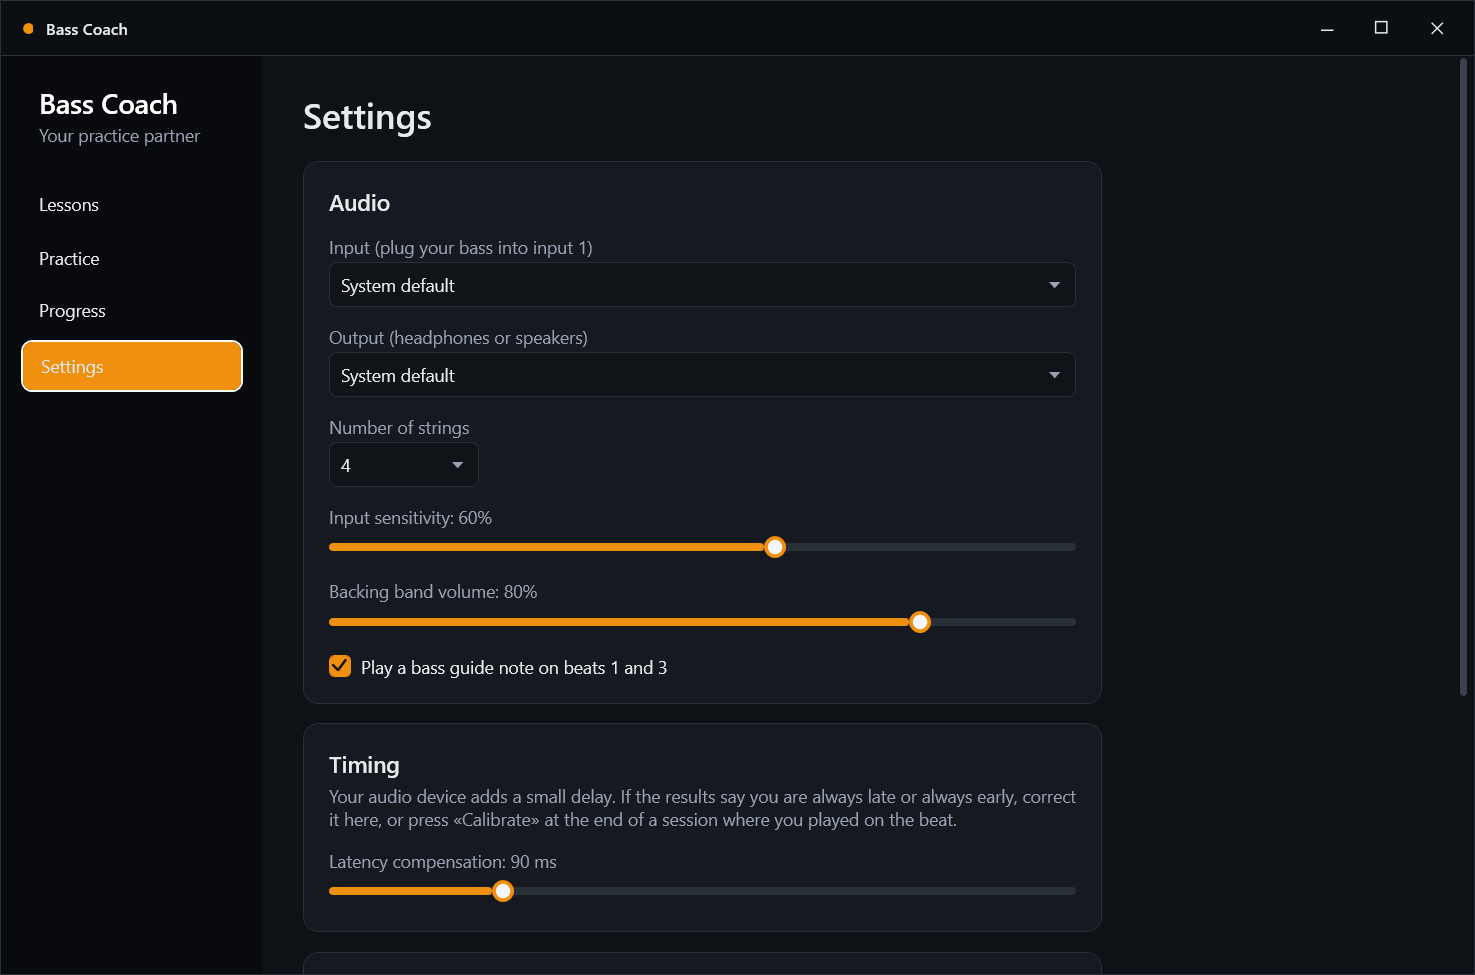 Bass Coach
Bass Coach
Your practice partner
Lessons
Practice
Progress
Settings
Settings
Audio
Input (plug your bass into input 1)
System default
Output (headphones or speakers)
System default
Number of strings
4
Input sensitivity: 60%
Backing band volume: 80%
Play a bass guide note on beats 1 and 3
Timing
Your audio device adds a small delay. If the results say you are always late or always early, correct
it here, or press «Calibrate» at the end of a session where you played on the beat.
Latency compensation: 90 ms